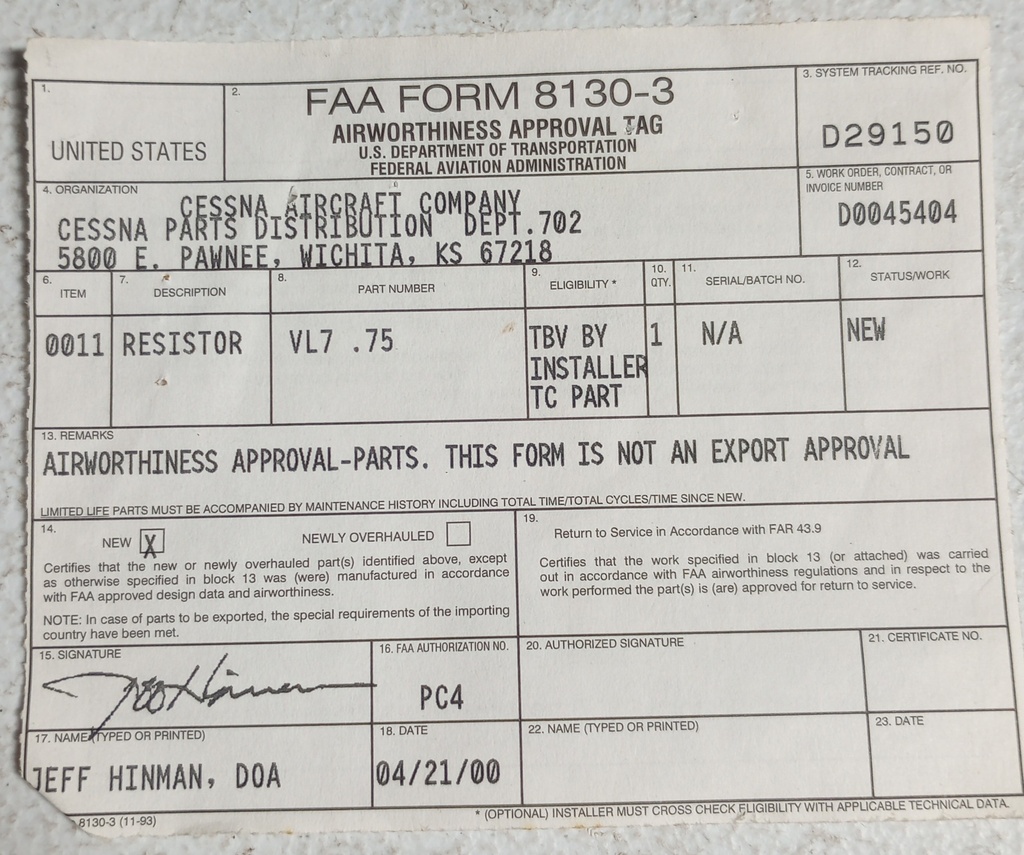 1.
UNITED STATES
2.
FAA FORM 8130-3
AIRWORTHINESS APPROVAL TAG
U.S. DEPARTMENT OF TRANSPORTATION
FEDERAL AVIATION ADMINISTRATION
3. SYSTEM TRACKING REF. NO.
D29150
4. ORGANIZATION
CESSNA AIRCRAFT COMPANY
CESSNA PARTS DISTRIBUTION DEPT.702
5800 E. PAWNEE, WICHITA, KS 67218
5. WORK ORDER, CONTRACT, OR
INVOICE NUMBER
D0045404
6.
ITEM
7.
DESCRIPTION
8.
PART NUMBER
9.
ELIGIBILITY *
10.
QTY.
11.
SERIAL/BATCH NO.
12.
STATUS/WORK
0011 RESISTOR VL7 .75 TBV BY 1 N/A NEW
INSTALLER
TC PART
13. REMARKS
AIRWORTHINESS APPROVAL-PARTS. THIS FORM IS NOT AN EXPORT APPROVAL
LIMITED LIFE PARTS MUST BE ACCOMPANIED BY MAINTENANCE HISTORY INCLUDING TOTAL TIME/TOTAL CYCLES/TIME SINCE NEW.
14.
NEW X NEWLY OVERHAULED
Certifies that the new or newly overhauled part(s) identified above, except
as otherwise specified in block 13 was (were) manufactured in accordance
with FAA approved design data and airworthiness.
NOTE: In case of parts to be exported, the special requirements of the importing
country have been met.
19.
Return to Service in Accordance with FAR 43.9
Certifies that the work specified in block 13 (or attached) was carried
out in accordance with FAA airworthiness regulations and in respect to the
work performed the part(s) is (are) approved for return to service.
15. SIGNATURE
Jeff Hinman
16. FAA AUTHORIZATION NO.
PC4
20. AUTHORIZED SIGNATURE
21. CERTIFICATE NO.
17. NAME (TYPED OR PRINTED)
JEFF HINMAN, DOA
18. DATE
04/21/00
22. NAME (TYPED OR PRINTED)
23. DATE
8130-3 (11-93)
* (OPTIONAL) INSTALLER MUST CROSS CHECK ELIGIBILITY WITH APPLICABLE TECHNICAL DATA.